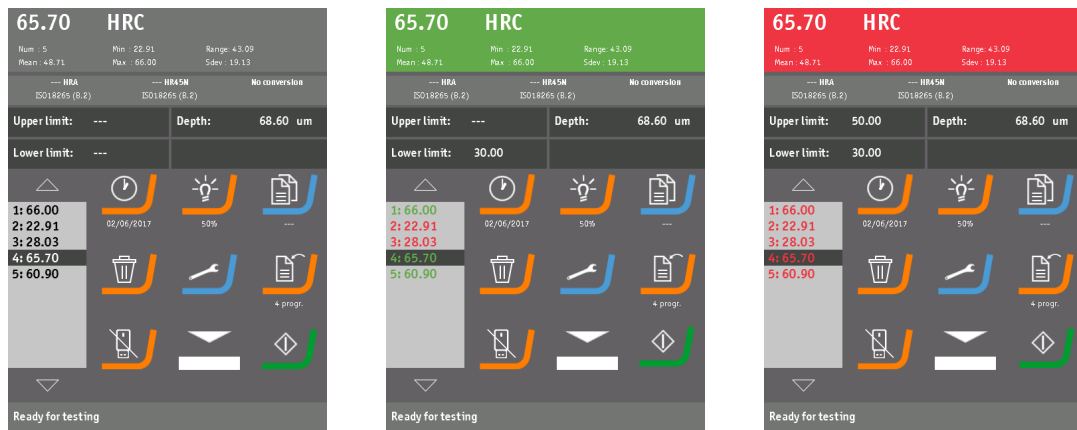 65.70 HRC
Num : 5 Min : 22.91 Range: 43.09
Mean : 48.71 Max : 66.00 Sdev : 19.13
--- HRA --- HR45N No conversion
ISO18265 (B.2) ISO18265 (B.2)
Upper limit: --- Depth: 68.60 um
Lower limit: ---
1: 66.00
2: 22.91
3: 28.03
4: 65.70
5: 60.90
02/06/2017 50% ---
4 progr.
Ready for testing
65.70 HRC
Num : 5 Min : 22.91 Range: 43.09
Mean : 48.71 Max : 66.00 Sdev : 19.13
--- HRA --- HR45N No conversion
ISO18265 (B.2) ISO18265 (B.2)
Upper limit: --- Depth: 68.60 um
Lower limit: 30.00
1: 66.00
2: 22.91
3: 28.03
4: 65.70
5: 60.90
02/06/2017 50% ---
4 progr.
Ready for testing
65.70 HRC
Num : 5 Min : 22.91 Range: 43.09
Mean : 48.71 Max : 66.00 Sdev : 19.13
--- HRA --- HR45N No conversion
ISO18265 (B.2) ISO18265 (B.2)
Upper limit: 50.00 Depth: 68.60 um
Lower limit: 30.00
1: 66.00
2: 22.91
3: 28.03
4: 65.70
5: 60.90
02/06/2017 50% ---
4 progr.
Ready for testing